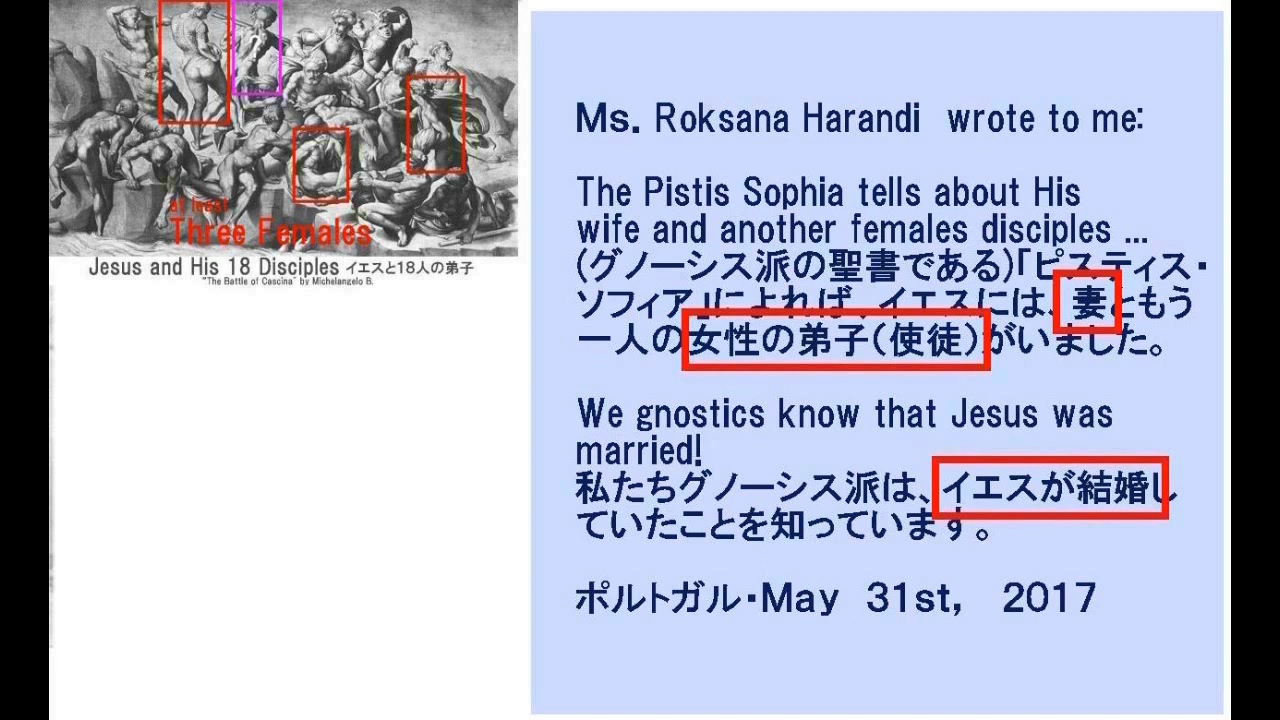 at least
Three Females
Jesus and His 18 Disciples イエスと18人の弟子
"The Battle of Cascina" by Michelangelo B.
Ms. Roksana Harandi wrote to me:
The Pistis Sophia tells about His
wife and another females disciples ...
(グノーシス派の聖書である)「ピスティス・
ソフィア』によれば、イエスには、妻ともう
一人の女性の弟子(使徒)がいました。
We gnostics know that Jesus was
married!
私たちグノーシス派は、イエスが結婚し
ていたことを知っています。
ポルトガル・May 31st, 2017